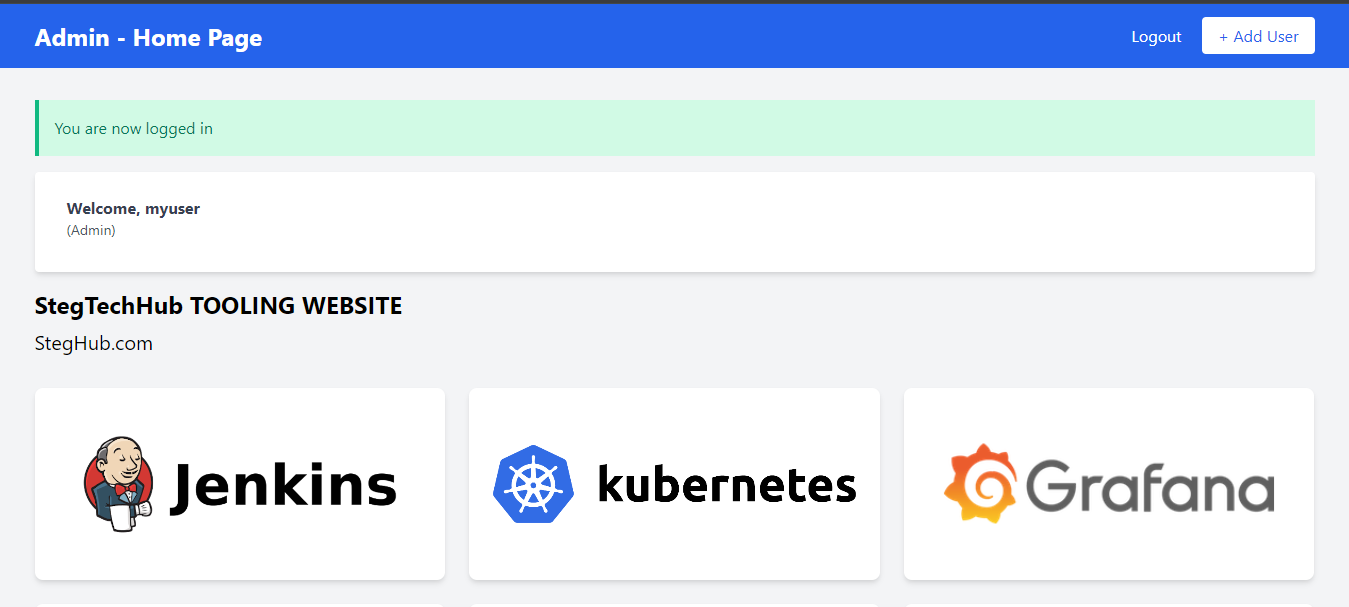 Admin - Home Page
Logout
+ Add User
You are now logged in
Welcome, myuser
(Admin)
StegTechHub TOOLING WEBSITE
StegHub.com
Jenkins
kubernetes
Grafana